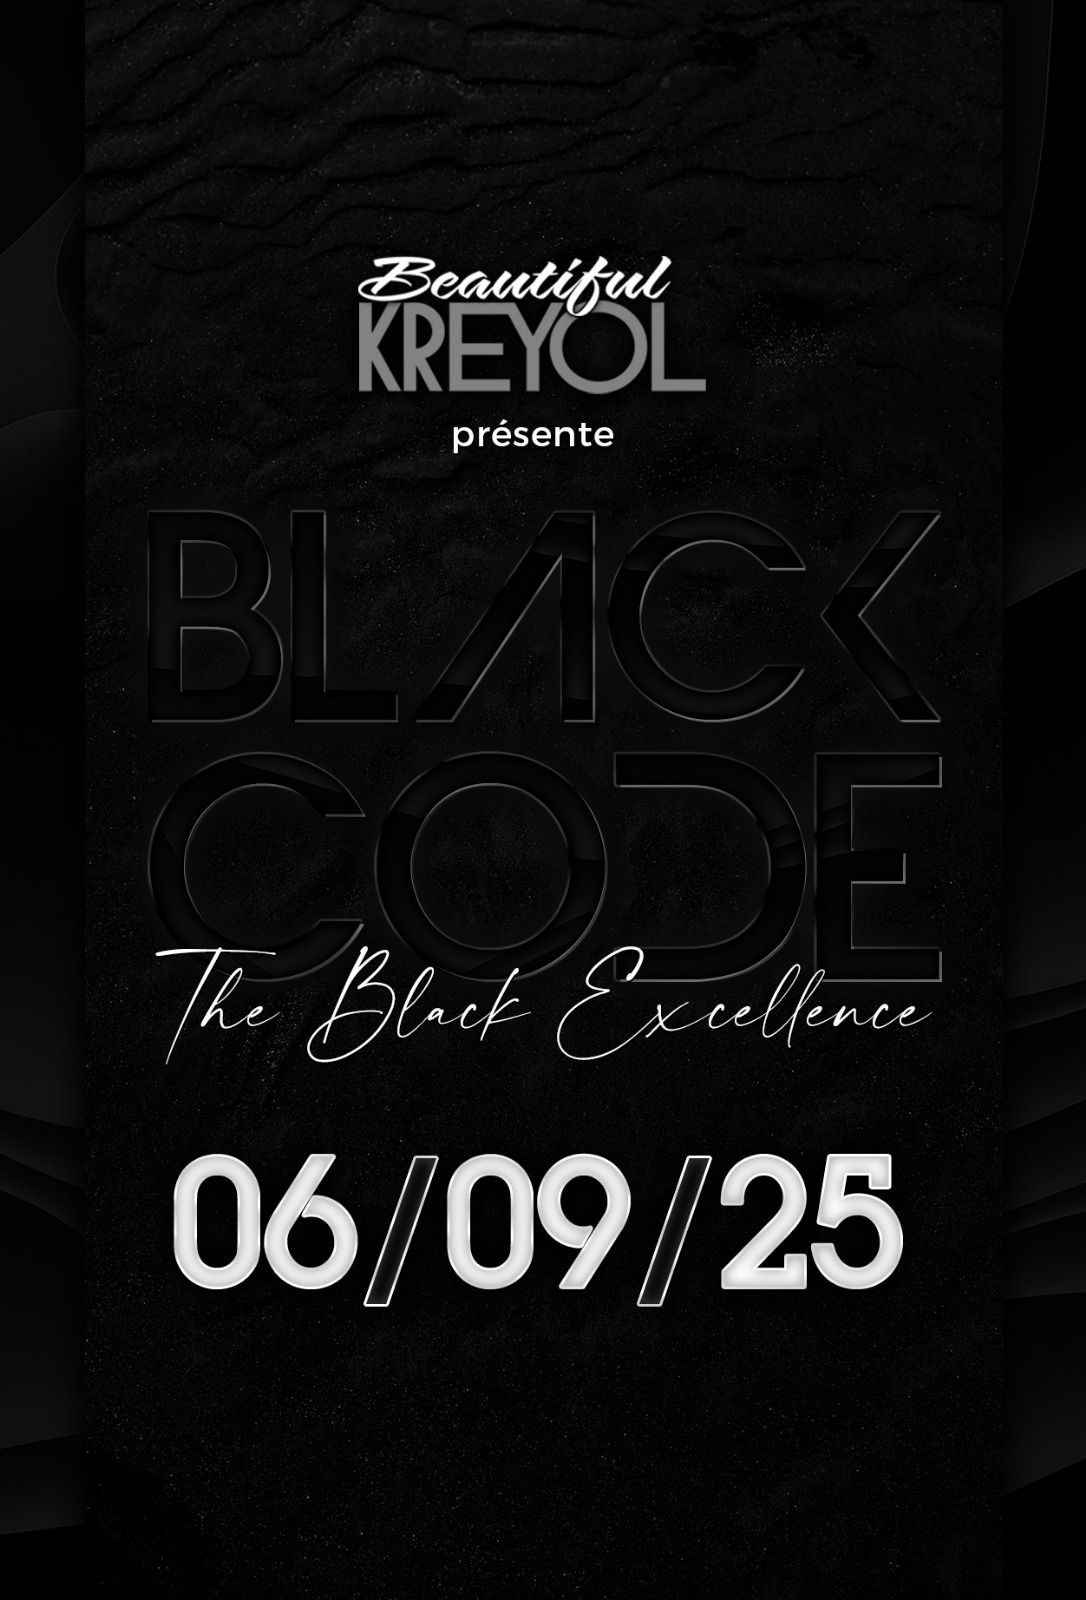 Beautiful
KREYOL
présente
BLACK
CODE
The Black Excellence
06/09/25